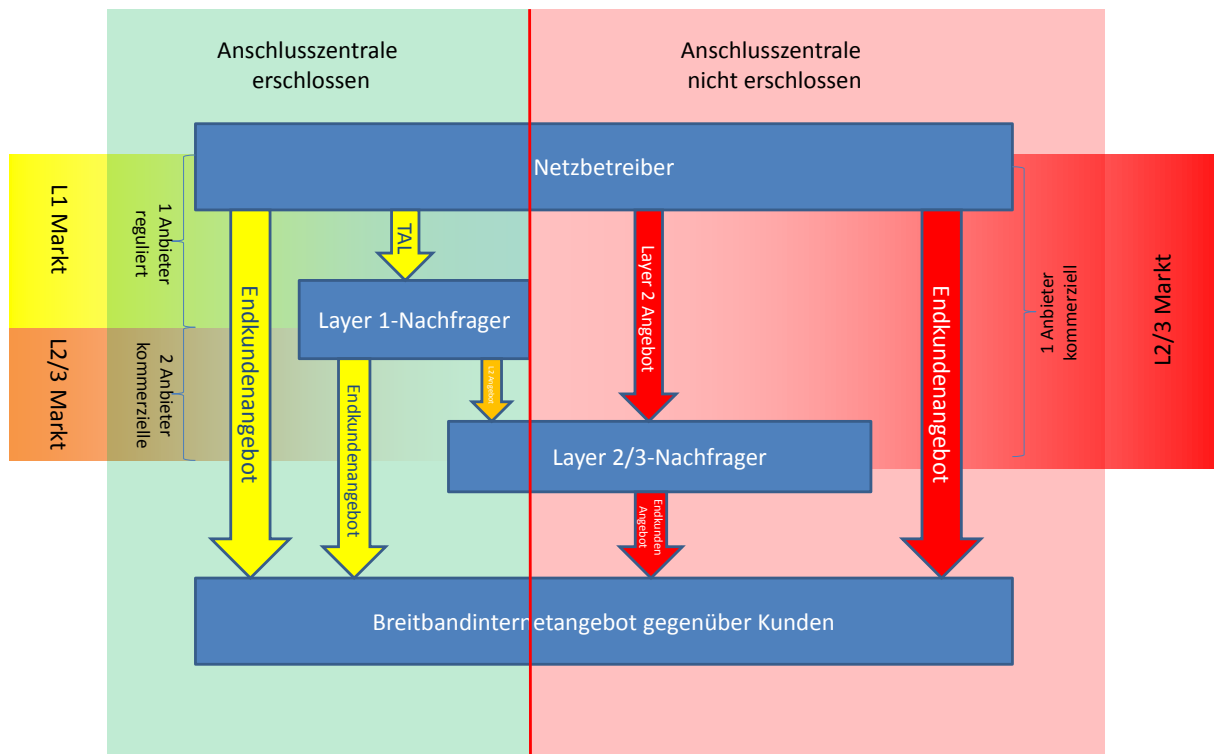 Anschlusszentrale
erschlossen
Anschlusszentrale
nicht erschlossen
Netzbetreiber
L1 Markt
1 Anbieter
reguliert
TAL
Layer 1-Nachfrager
Endkundenangebot
Endkundenangebot
L2 Angebot
L2/3 Markt
2 Anbieter
kommerzielle
Layer 2 Angebot
Endkundenangebot
1 Anbieter
kommerziell
L2/3 Markt
Layer 2/3-Nachfrager
Endkunden
Angebot
Breitbandinternetangebot gegenüber Kunden